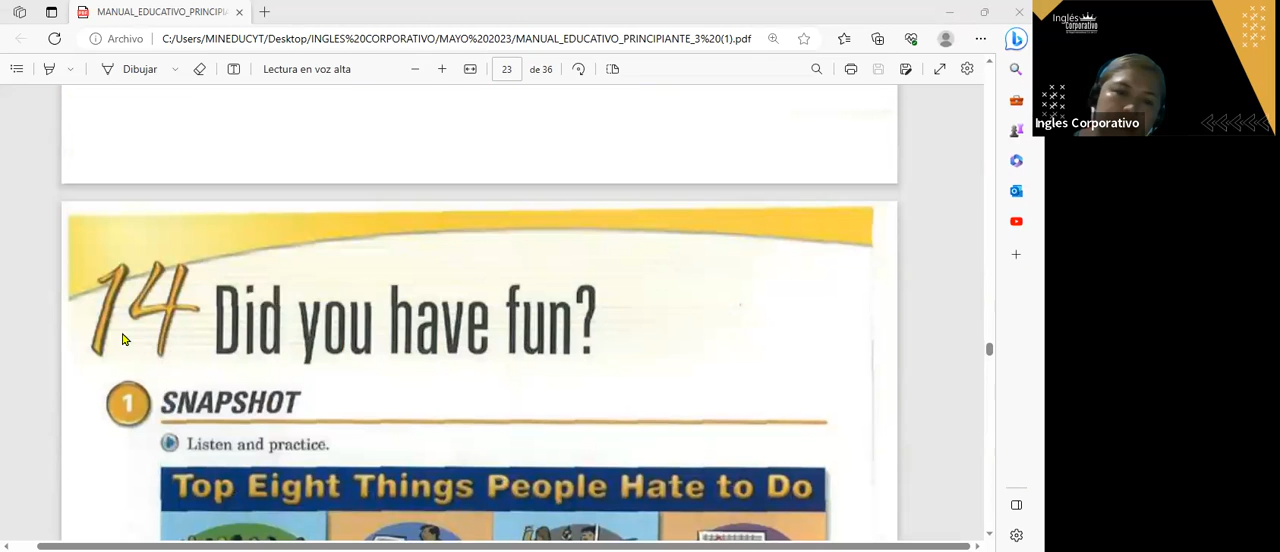 MANUAL_EDUCATIVO_PRINCIPI
Archivo
C:/Users/MINEDUCYT/Desktop/INGLES%20CORPORATIVO/MAYO%202023/MANUAL_EDUCATIVO_PRINCIPIANTE_3%20(1).pdf
Dibujar
Lectura en voz alta
23
de 36
14 Did you have fun?
1 SNAPSHOT
Listen and practice.
Top Eight Things People Hate to Do
Inglés
Corporativo
Ingles Corporativo